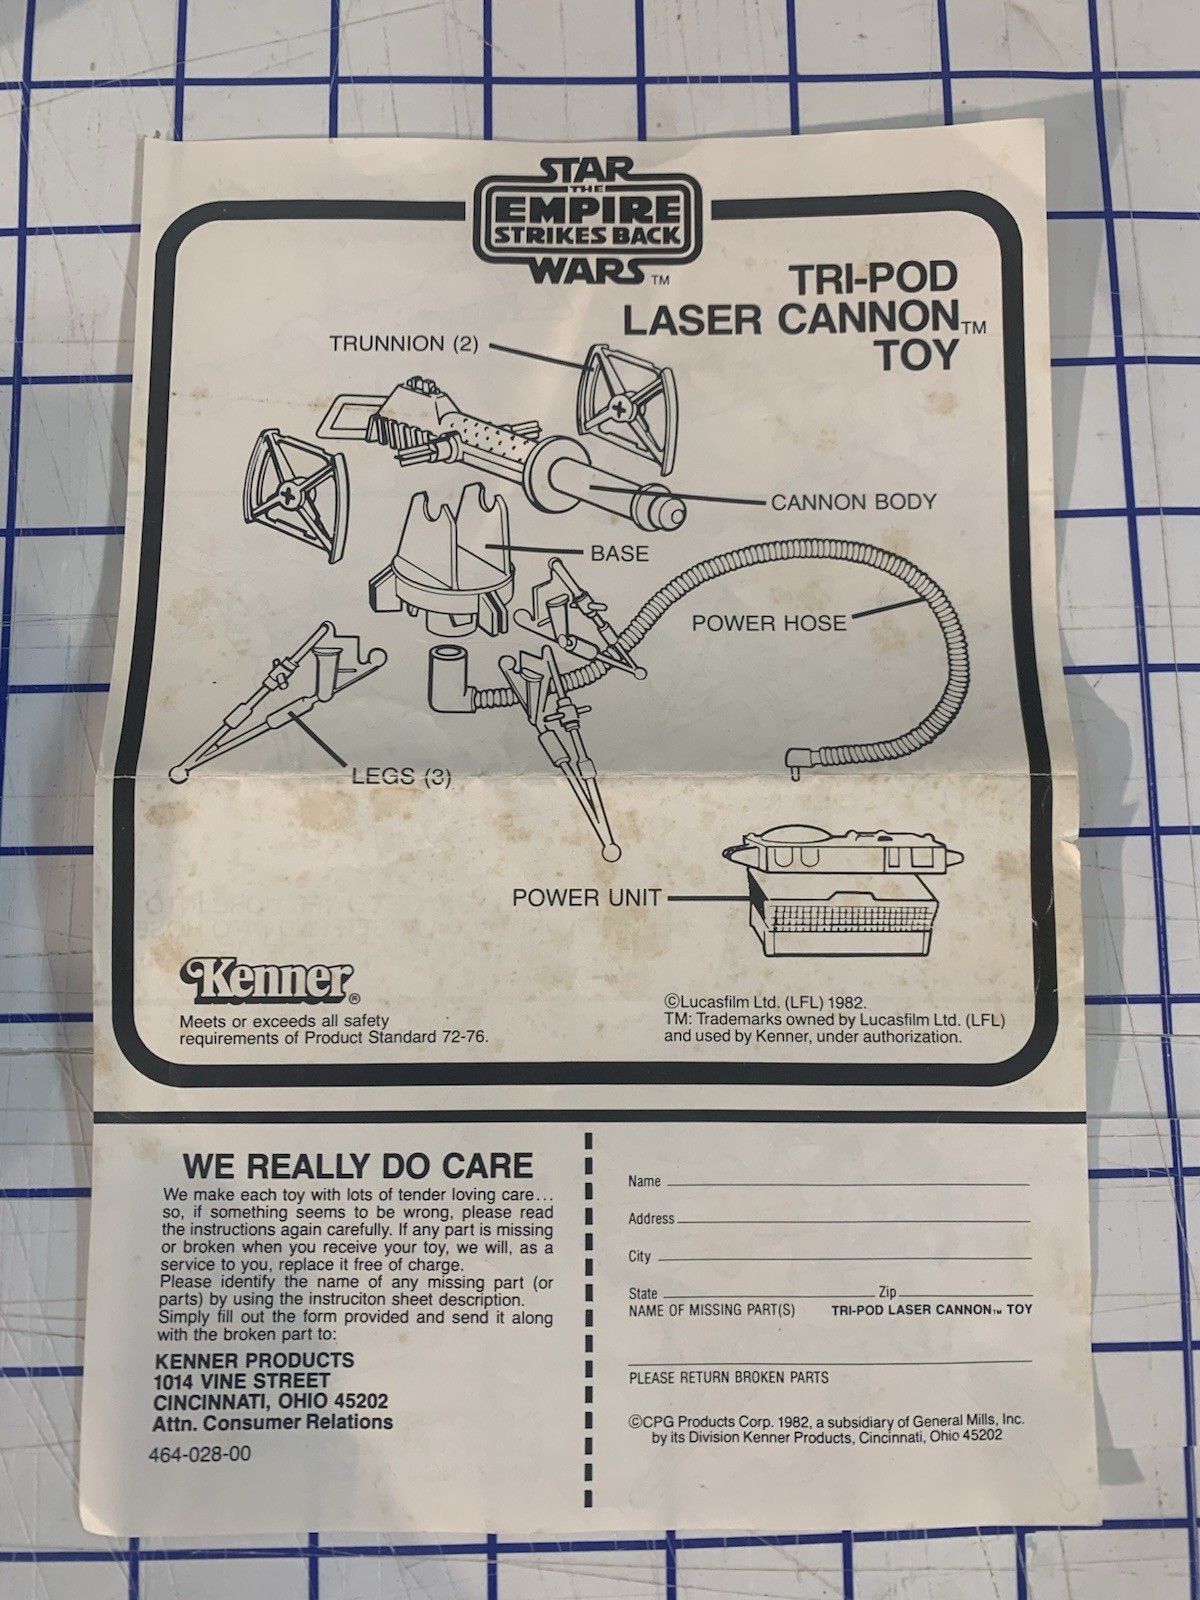 STAR
THE
EMPIRE
STRIKES BACK
WARS TM
TRI-POD
LASER CANNON TM
TOY
TRUNNION (2)
CANNON BODY
BASE
POWER HOSE
LEGS (3)
POWER UNIT
Kenner®
Meets or exceeds all safety
requirements of Product Standard 72-76.
©Lucasfilm Ltd. (LFL) 1982.
TM: Trademarks owned by Lucasfilm Ltd. (LFL)
and used by Kenner, under authorization.
WE REALLY DO CARE
We make each toy with lots of tender loving care...
so, if something seems to be wrong, please read
the instructions again carefully. If any part is missing
or broken when you receive your toy, we will, as a
service to you, replace it free of charge.
Please identify the name of any missing part (or
parts) by using the instruciton sheet description.
Simply fill out the form provided and send it along
with the broken part to:
KENNER PRODUCTS
1014 VINE STREET
CINCINNATI, OHIO 45202
Attn. Consumer Relations
464-028-00
Name
Address
City
State Zip
NAME OF MISSING PART(S) TRI-POD LASER CANNON TM TOY
PLEASE RETURN BROKEN PARTS
©CPG Products Corp. 1982, a subsidiary of General Mills, Inc.
by its Division Kenner Products, Cincinnati, Ohio 45202